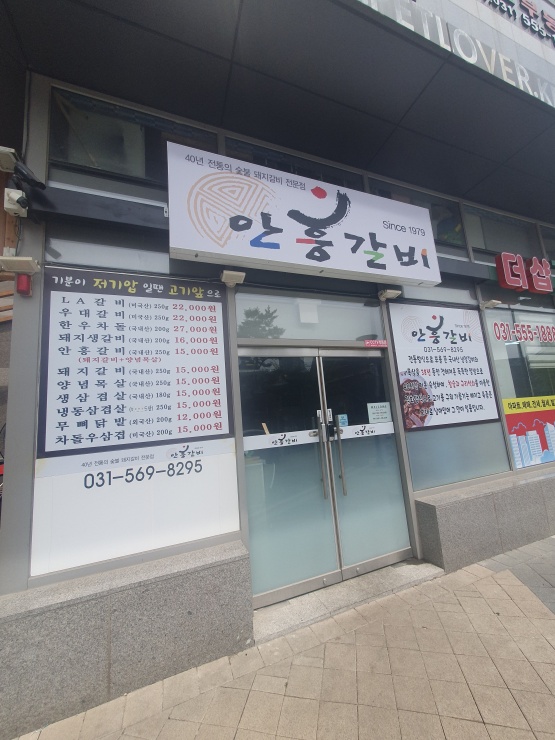 ETLOVER.K
(031) 555-1
40년 전통의 숯불 돼지갈비 전문점
안흥갈비
Since 1979
더샵
기분이 저기압 일땐 고기압으로
LA갈비 (미국산) 250g 22,000원
우대갈비 (미국산) 250g 22,000원
한우차돌 (국내산) 200g 27,000원
돼지생갈비 (국내산) 200g 16,000원
안흥갈비 (국내산) 250g 15,000원
(돼지갈비+양념목살)
돼지갈비 (국내산) 250g 15,000원
양념목살 (국내산) 250g 15,000원
생삼겹살 (국내산) 180g 15,000원
냉동삼겹살 200g 15,000원
무뼈닭발 (외국산) 200g 12,000원
차돌우삼겹 (미국산) 200g 15,000원
40년 전통의 숯불 돼지갈비 전문점 안흥갈비
031-569-8295
안흥갈비
안흥갈비
안흥갈비
031-569-8295
031-555-1888